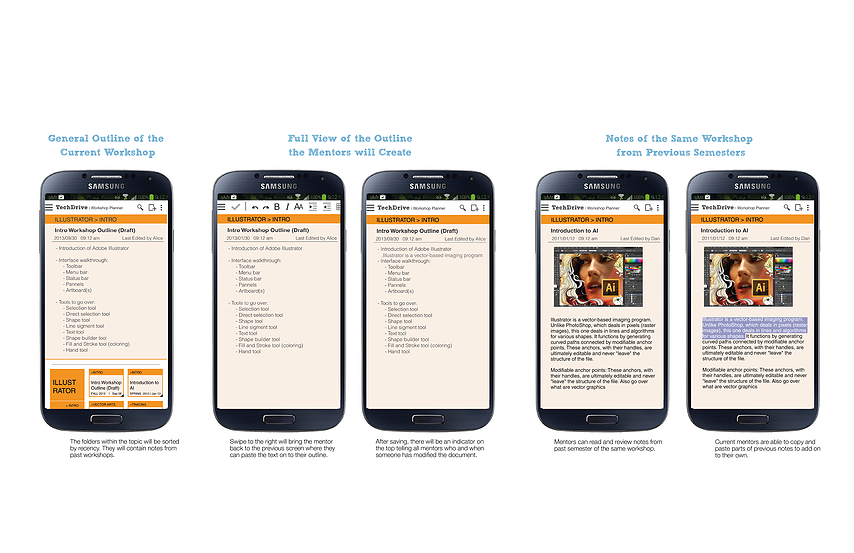 General Outline of the
Current Workshop
Full View of the Outline
the Mentors will Create
Notes of the Same Workshop
from Previous Semesters
SAMSUNG
100% 9:12
TechDrive | Workshop Planner
ILLUSTRATOR > INTRO
Intro Workshop Outline (Draft)
2013/09/30 09:12 am Last Edited by Alice
- Introduction of Adobe Illustrator
- Interface walkthrough:
- Toolbar
- Menu bar
- Status bar
- Pannels
- Artboard(s)
- Tools to go over:
- Selection tool
- Direct selection tool
- Shape tool
- Line sigment tool
- Text tool
- Shape builder tool
- Fill and Stroke tool (coloring)
- Hand tool
ILLUST
RATOR
> INTRO
>INTRO
Intro Workshop
Outline (Draft)
FALL 2013 | Sep 08
>INTRO
Introduction to
AI
SPRING 2013 | Jan 12
>VECTOR ARTS
>TRACING
SAMSUNG
100% 9:12
B I AA
ILLUSTRATOR > INTRO
Intro Workshop Outline (Draft)
2013/01/30 09:12 am Last Edited by Alice
- Introduction of Adobe Illustrator
- Interface walkthrough:
- Toolbar
- Menu bar
- Status bar
- Pannels
- Artboard(s)
- Tools to go over:
- Selection tool
- Direct selection tool
- Shape tool
- Line sigment tool
- Text tool
- Shape builder tool
- Fill and Stroke tool (coloring)
- Hand tool
SAMSUNG
100% 9:12
TechDrive | Workshop Planner
ILLUSTRATOR > INTRO
Intro Workshop Outline (Draft)
2013/09/30 09:12 am Last Edited by Alice
- Introduction of Adobe Illustrator
Illustrator is a vector-based imaging program
- Interface walkthrough:
- Toolbar
- Menu bar
- Status bar
- Pannels
- Artboard(s)
- Tools to go over:
- Selection tool
- Direct selection tool
- Shape tool
- Line sigment tool
- Text tool
- Shape builder tool
- Fill and Stroke tool (coloring)
- Hand tool
SAMSUNG
100% 9:12
TechDrive | Workshop Planner
ILLUSTRATOR > INTRO
Introduction to AI
2011/01/12 09:12 am Last Edited by Dan
Ai
Illustrator is a vector-based imaging program.
Unlike PhotoShop, which deals in pixels (raster
images), this one deals in lines and algorithms
for various shapes. It functions by generating
curved paths connected by modifiable anchor
points. These anchors, with their handles, are
ultimately editable and never "leave" the
structure of the file.
Modifiable anchor points: These anchors, with
their handles, are ultimately editable and never
"leave" the structure of the file. Also go over
what are vector graphics
SAMSUNG
100% 9:12
TechDrive | Workshop Planner
ILLUSTRATOR > INTRO
Introduction to AI
2011/01/12 09:12 am Last Edited by Dan
Ai
Illustrator is a vector-based imaging program.
Unlike PhotoShop, which deals in pixels (raster
images), this one deals in lines and algorithms
for various shapes. It functions by generating
curved paths connected by modifiable anchor
points. These anchors, with their handles, are
ultimately editable and never "leave" the
structure of the file.
Modifiable anchor points: These anchors, with
their handles, are ultimately editable and never
"leave" the structure of the file. Also go over
what are vector graphics
The folders within the topic will be sorted
by recency. They will contain notes from
past workshops.
Swipe to the right will bring the mentor
back to the previous screen where they
can paste the text on to their outline.
After saving, there will be an indicator on
the top telling all mentors who and when
someone has modified the document.
Mentors can read and review notes from
past semester of the same workshop.
Current mentors are able to copy and
paste parts of previous notes to add on
to their own.